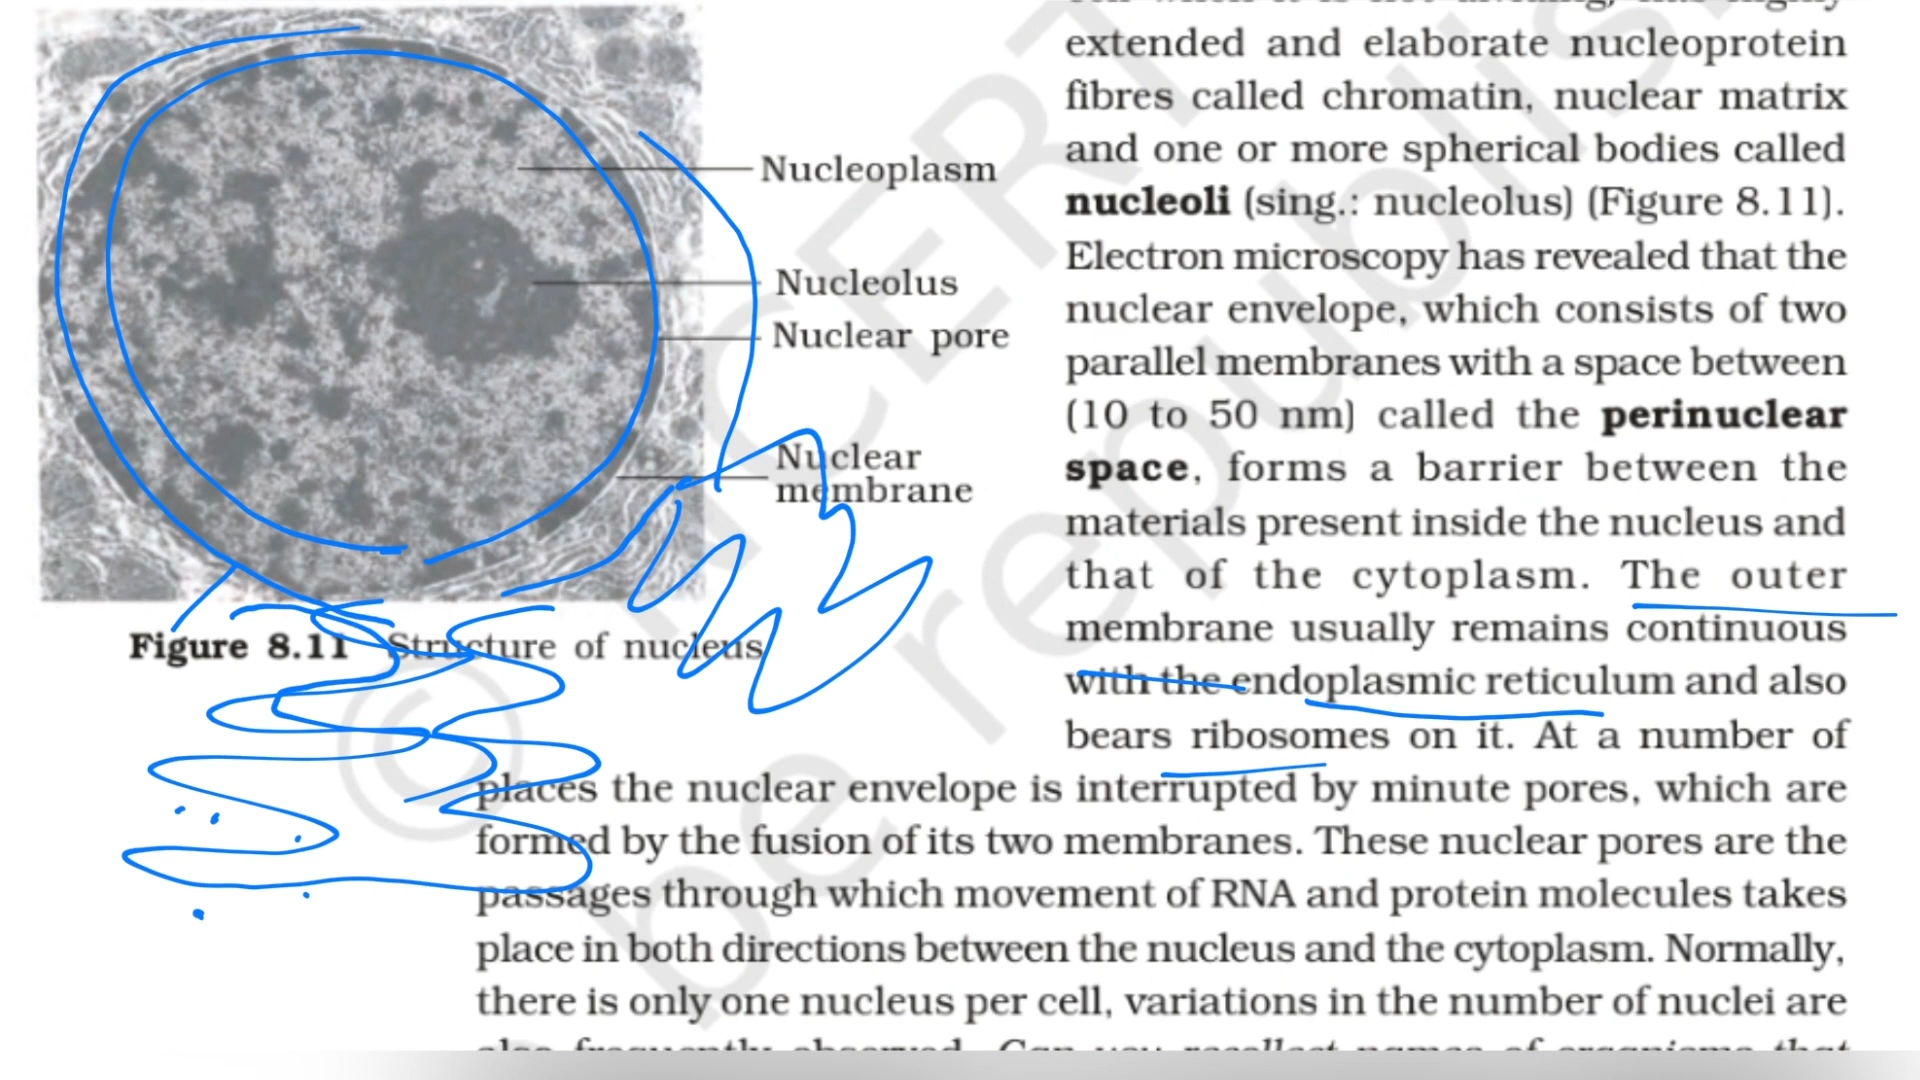 extended and elaborate nucleoprotein
fibres called chromatin, nuclear matrix
and one or more spherical bodies called
nucleoli (sing.: nucleolus) (Figure 8.11).
Electron microscopy has revealed that the
nuclear envelope, which consists of two
parallel membranes with a space between
(10 to 50 nm) called the perinuclear
space, forms a barrier between the
materials present inside the nucleus and
that of the cytoplasm. The outer
membrane usually remains continuous
with the endoplasmic reticulum and also
bears ribosomes on it. At a number of
places the nuclear envelope is interrupted by minute pores, which are
formed by the fusion of its two membranes. These nuclear pores are the
passages through which movement of RNA and protein molecules takes
place in both directions between the nucleus and the cytoplasm. Normally,
there is only one nucleus per cell, variations in the number of nuclei are
Nucleoplasm
Nucleolus
Nuclear pore
Nuclear
membrane
Figure 8.11 Structure of nucleus
© NCERT
be republis